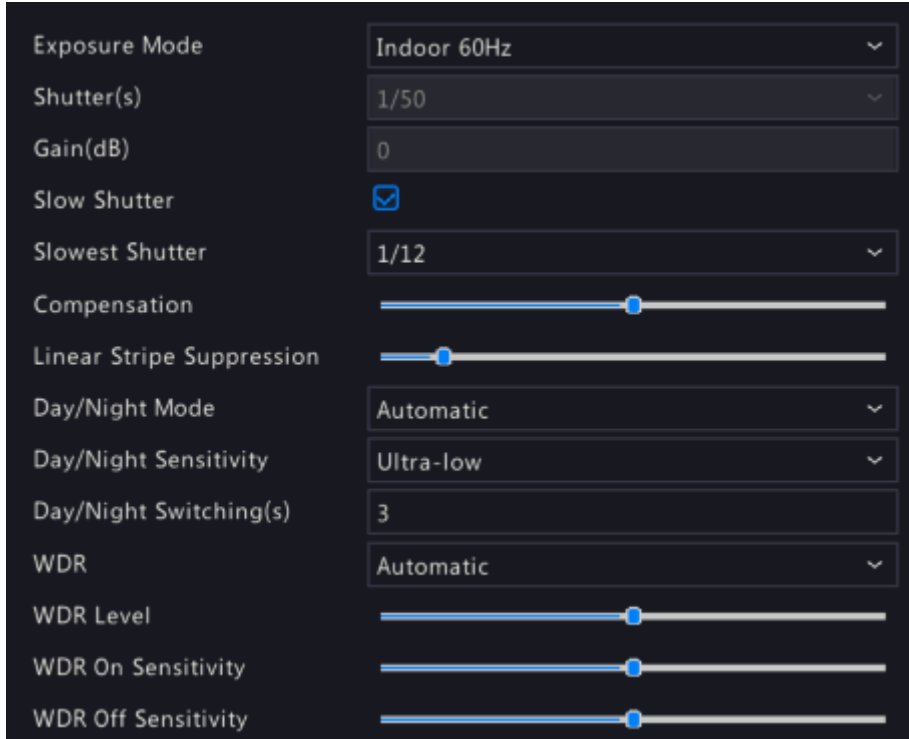 Exposure Mode Indoor 60Hz
Shutter(s) 1/50
Gain(dB) 0
Slow Shutter
Slowest Shutter 1/12
Compensation
Linear Stripe Suppression
Day/Night Mode Automatic
Day/Night Sensitivity Ultra-low
Day/Night Switching(s) 3
WDR Automatic
WDR Level
WDR On Sensitivity
WDR Off Sensitivity